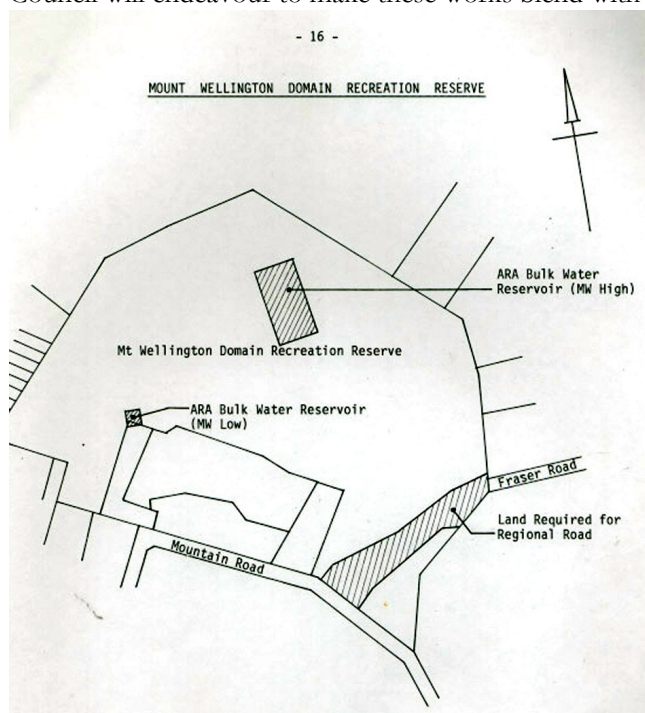 Council will endeavour to make these works blend with
- 16 -
MOUNT WELLINGTON DOMAIN RECREATION RESERVE
ARA Bulk Water
Reservoir (MW High)
Mt Wellington Domain Recreation Reserve
ARA Bulk Water Reservoir
(MW Low)
Fraser Road
Land Required for
Regional Road
Mountain Road